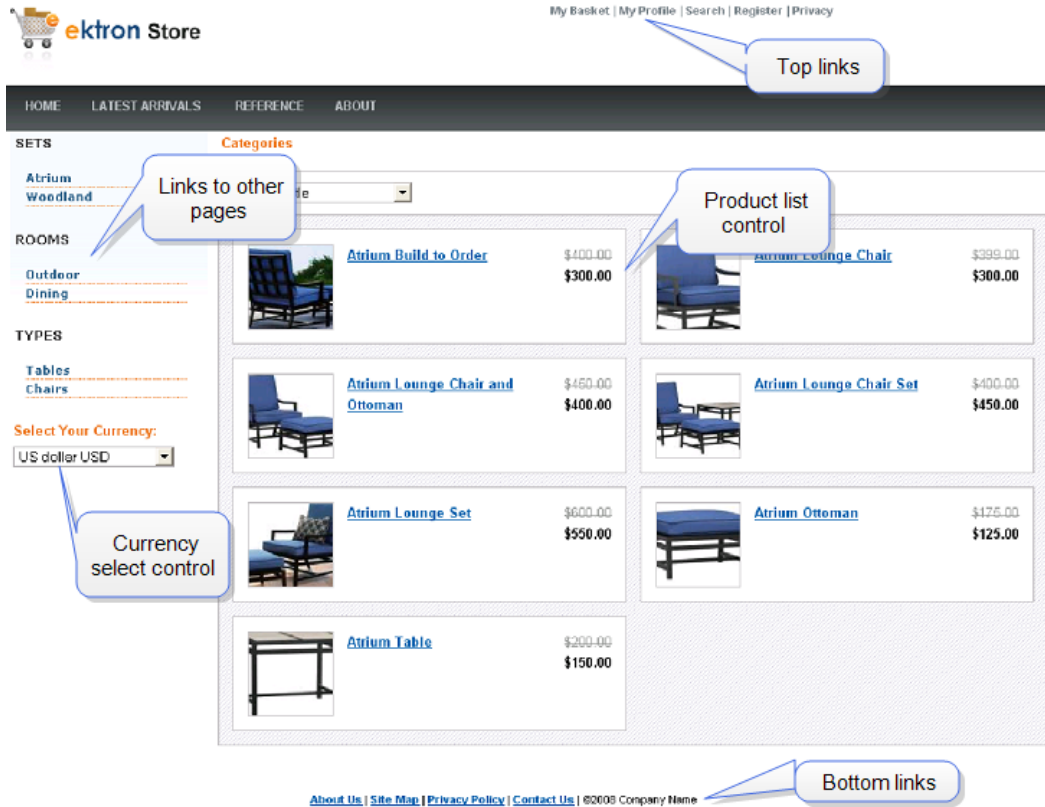 ektron Store
My Basket | My Profile | Search | Register | Privacy
Top links
HOME LATEST ARRIVALS REFERENCE ABOUT
SETS
Atrium
Woodland
Links to other
pages
ROOMS
Outdoor
Dining
TYPES
Tables
Chairs
Select Your Currency:
US dollar USD
Currency
select control
Categories
Product list
control
Atrium Build to Order $400.00
$300.00
Atrium Lounge Chair $399.00
$300.00
Atrium Lounge Chair and $450.00
Ottoman $400.00
Atrium Lounge Chair Set $400.00
$450.00
Atrium Lounge Set $600.00
$550.00
Atrium Ottoman $175.00
$125.00
Atrium Table $200.00
$150.00
Bottom links
About Us | Site Map | Privacy Policy | Contact Us | ©2008 Company Name